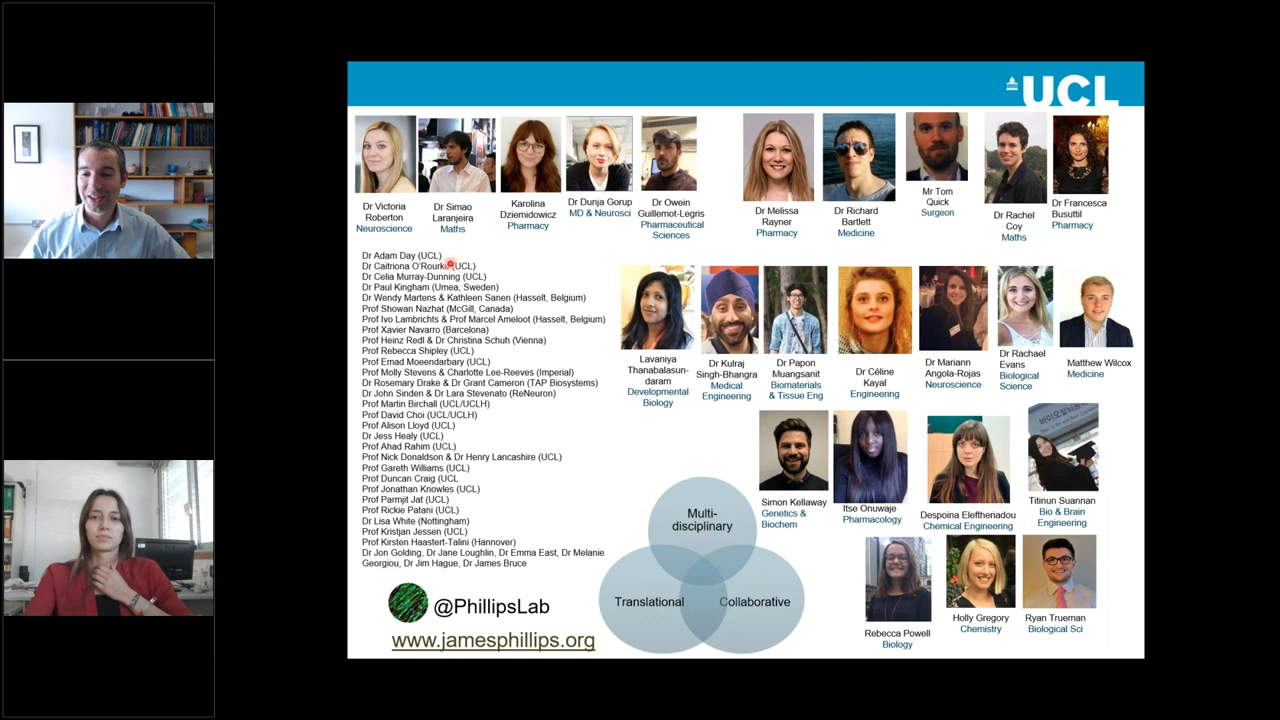 UCL
Dr Victoria
Roberton
Neuroscience
Dr Simao
Laranjeira
Maths
Karolina
Dziemidowicz
Pharmacy
Dr Dunja Gorup
MD & Neurosci
Dr Owein
Guillemot-Legris
Pharmaceutical
Sciences
Dr Melissa
Rayner
Pharmacy
Dr Richard
Bartlett
Medicine
Mr Tom
Quick
Surgeon
Dr Rachel
Coy
Maths
Dr Francesca
Busuttil
Pharmacy
Dr Adam Day (UCL)
Dr Caitriona O'Rourke (UCL)
Dr Celia Murray-Dunning (UCL)
Dr Paul Kingham (Umea, Sweden)
Dr Wendy Martens & Kathleen Sanen (Hasselt, Belgium)
Prof Showan Nazhat (McGill, Canada)
Prof Ivo Lambrichts & Prof Marcel Ameloot (Hasselt, Belgium)
Prof Xavier Navarro (Barcelona)
Prof Heinz Redl & Dr Christina Schuh (Vienna)
Prof Rebecca Shipley (UCL)
Prof Emad Moeendarbary (UCL)
Prof Molly Stevens & Charlotte Lee-Reeves (Imperial)
Dr Rosemary Drake & Dr Grant Cameron (TAP Biosystems)
Dr John Sinden & Dr Lara Stevenato (ReNeuron)
Prof Martin Birchall (UCL/UCLH)
Prof David Choi (UCL/UCLH)
Prof Alison Lloyd (UCL)
Dr Jess Healy (UCL)
Prof Ahad Rahim (UCL)
Prof Nick Donaldson & Dr Henry Lancashire (UCL)
Prof Gareth Williams (UCL)
Prof Duncan Craig (UCL
Prof Jonathan Knowles (UCL)
Prof Parmjit Jat (UCL)
Prof Rickie Patani (UCL)
Dr Lisa White (Nottingham)
Prof Kristjan Jessen (UCL)
Prof Kirsten Haastert-Talini (Hannover)
Dr Jon Golding, Dr Jane Loughlin, Dr Emma East, Dr Melanie
Georgiou, Dr Jim Hague, Dr James Bruce
Lavaniya
Thanabalasun-
daram
Developmental
Biology
Dr Kulraj
Singh-Bhangra
Medical
Engineering
Dr Papon
Muangsanit
Biomaterials
& Tissue Eng
Dr Céline
Kayal
Engineering
Dr Mariann
Angola-Rojas
Neuroscience
Dr Rachael
Evans
Biological
Science
Matthew Wilcox
Medicine
Simon Kellaway
Genetics &
Biochem
Itse Onuwaje
Pharmacology
Despoina Eleftheriadou
Chemical Engineering
Titinun Suannan
Bio & Brain
Engineering
Multi-
disciplinary
Translational
Collaborative
Rebecca Powell
Biology
Holly Gregory
Chemistry
Ryan Trueman
Biological Sci
@PhillipsLab
www.jamesphillips.org